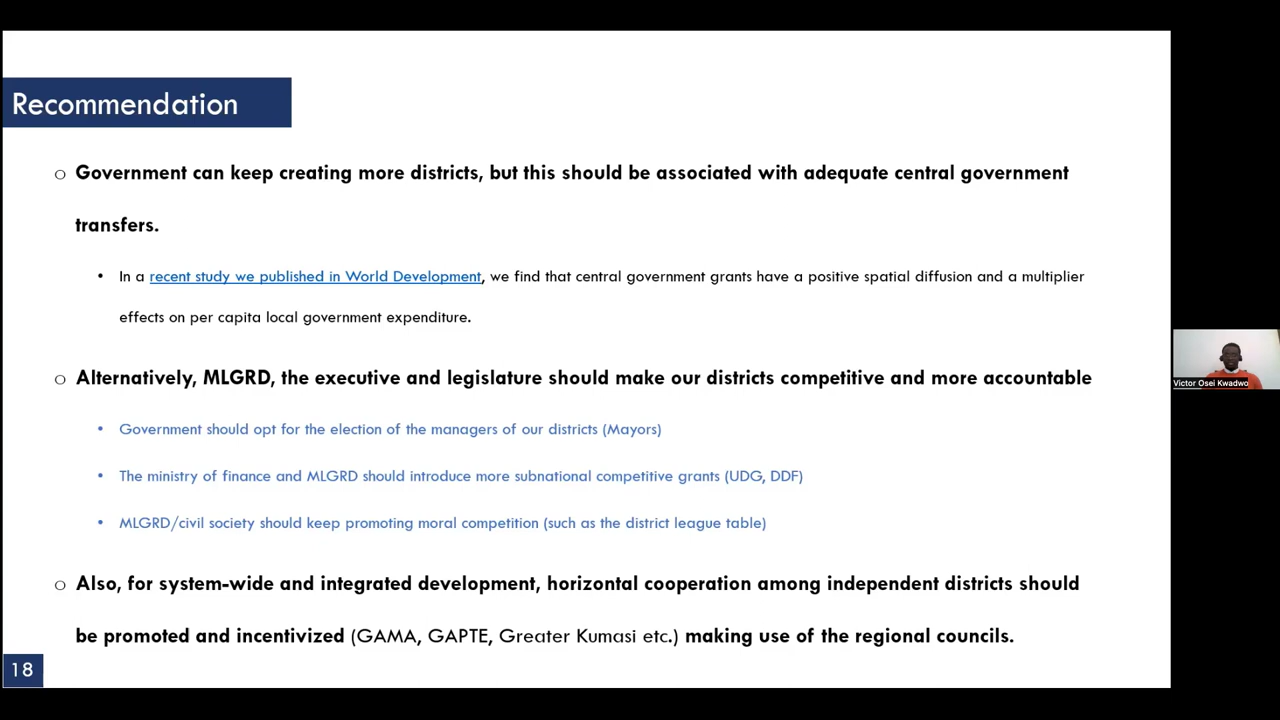 Recommendation
o Government can keep creating more districts, but this should be associated with adequate central government
transfers.
• In a recent study we published in World Development, we find that central government grants have a positive spatial diffusion and a multiplier
effects on per capita local government expenditure.
o Alternatively, MLGRD, the executive and legislature should make our districts competitive and more accountable
• Government should opt for the election of the managers of our districts (Mayors)
• The ministry of finance and MLGRD should introduce more subnational competitive grants (UDG, DDF)
• MLGRD/civil society should keep promoting moral competition (such as the district league table)
o Also, for system-wide and integrated development, horizontal cooperation among independent districts should
be promoted and incentivized (GAMA, GAPTE, Greater Kumasi etc.) making use of the regional councils.
18
Victor Osei Kwadwo